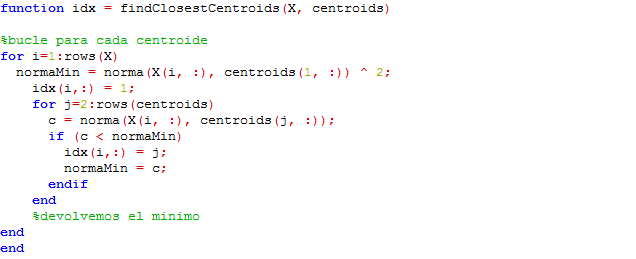 function idx = findClosestCentroids(X, centroids)
%bucle para cada centroide
for i=1:rows(X)
normaMin = norma(X(i, :), centroids(1, :)) ^ 2;
idx(i,:) = 1;
for j=2:rows(centroids)
c = norma(X(i, :), centroids(j, :));
if (c < normaMin)
idx(i,:) = j;
normaMin = c;
endif
end
%devolvemos el minimo
end
end